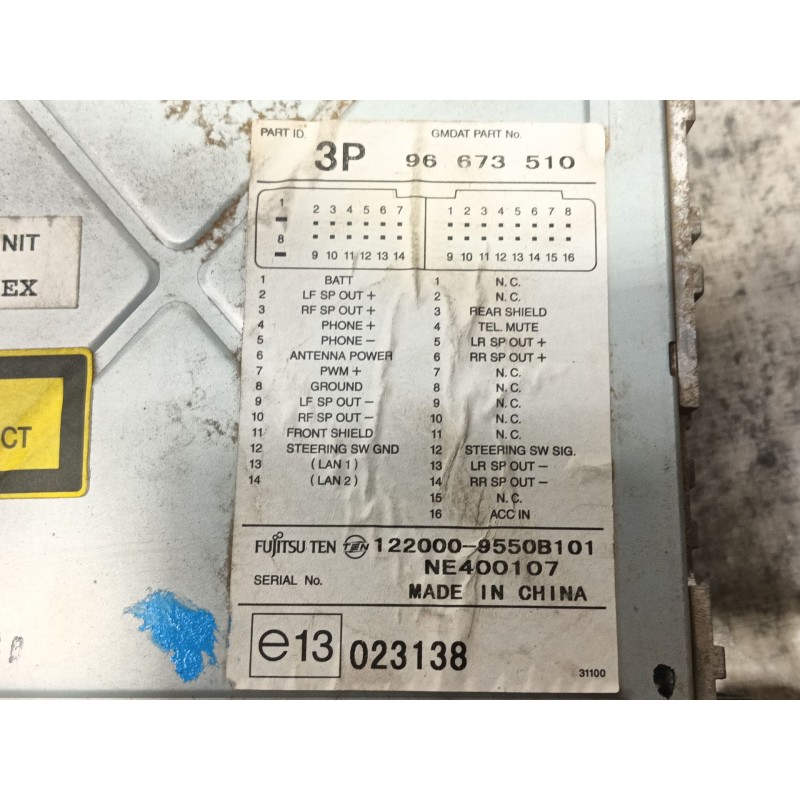 PART ID. GMDAT PART No.
3P 96 673 510
1 2 3 4 5 6 7 1 2 3 4 5 6 7 8
8 9 10 11 12 13 14 9 10 11 12 13 14 15 16
1 BATT 1 N.C.
2 LF SP OUT + 2 N.C.
3 RF SP OUT + 3 REAR SHIELD
4 PHONE + 4 TEL. MUTE
5 PHONE − 5 LR SP OUT +
6 ANTENNA POWER 6 RR SP OUT +
7 PWM + 7 N.C.
8 GROUND 8 N.C.
9 LF SP OUT − 9 N.C.
10 RF SP OUT − 10 N.C.
11 FRONT SHIELD 11 N.C.
12 STEERING SW GND 12 STEERING SW SIG.
13 (LAN 1) 13 LR SP OUT −
14 (LAN 2) 14 RR SP OUT −
15 N.C.
16 ACC IN
FUJITSU TEN TEN 122000-9550B101
NE400107
SERIAL No.
MADE IN CHINA
e13 023138
31100
NIT
EX
CT
B